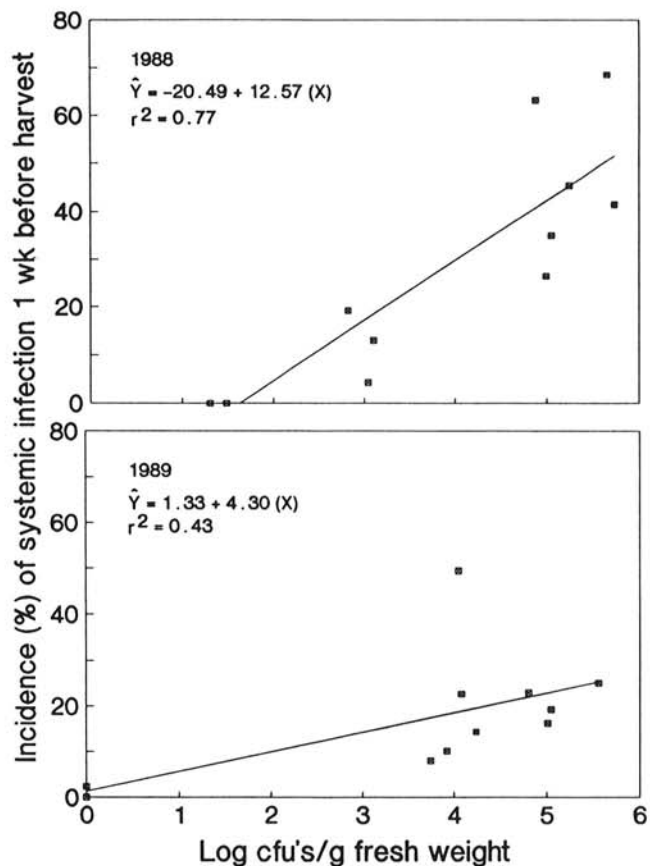 Incidence (%) of systemic infection 1 wk before harvest
80
60
40
20
0
1988
Ŷ = -20.49 + 12.57 (X)
r² = 0.77
80
60
40
20
0
1989
Ŷ = 1.33 + 4.30 (X)
r² = 0.43
0 1 2 3 4 5 6
Log cfu's/g fresh weight